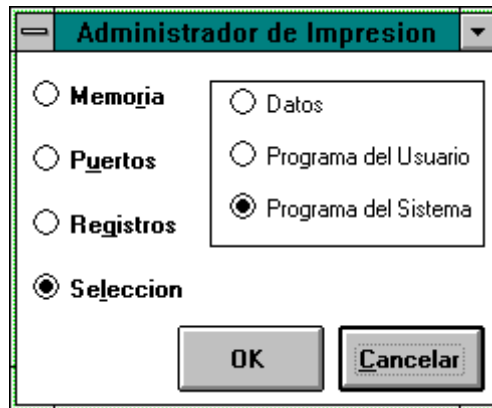 Administrador de Impresion
Memoria
Puertos
Registros
Seleccion
Datos
Programa del Usuario
Programa del Sistema
OK
Cancelar